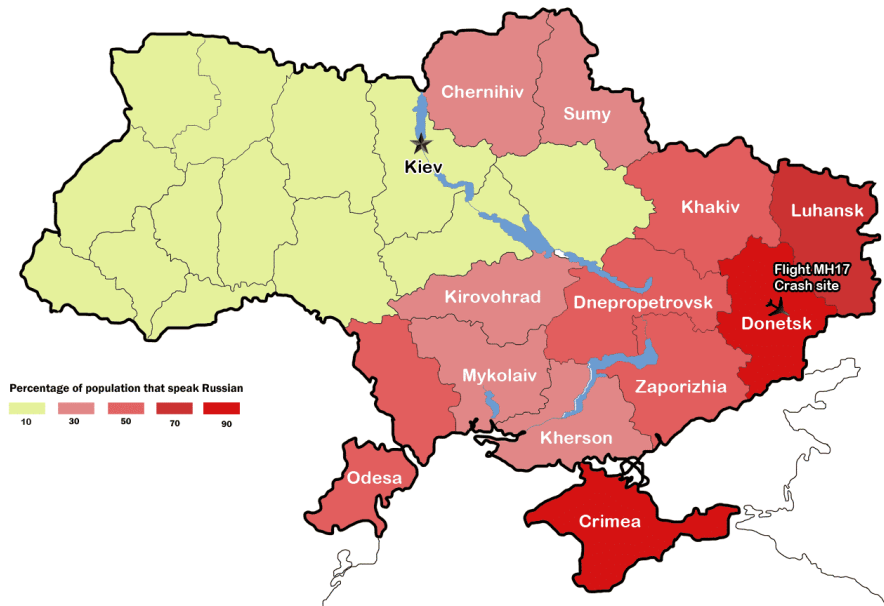 Chernihiv
Sumy
Kiev
Khakiv
Luhansk
Flight MH17
Crash site
Kirovohrad
Dnepropetrovsk
Donetsk
Mykolaiv
Zaporizhia
Kherson
Odesa
Crimea
Percentage of population that speak Russian
10 30 50 70 90